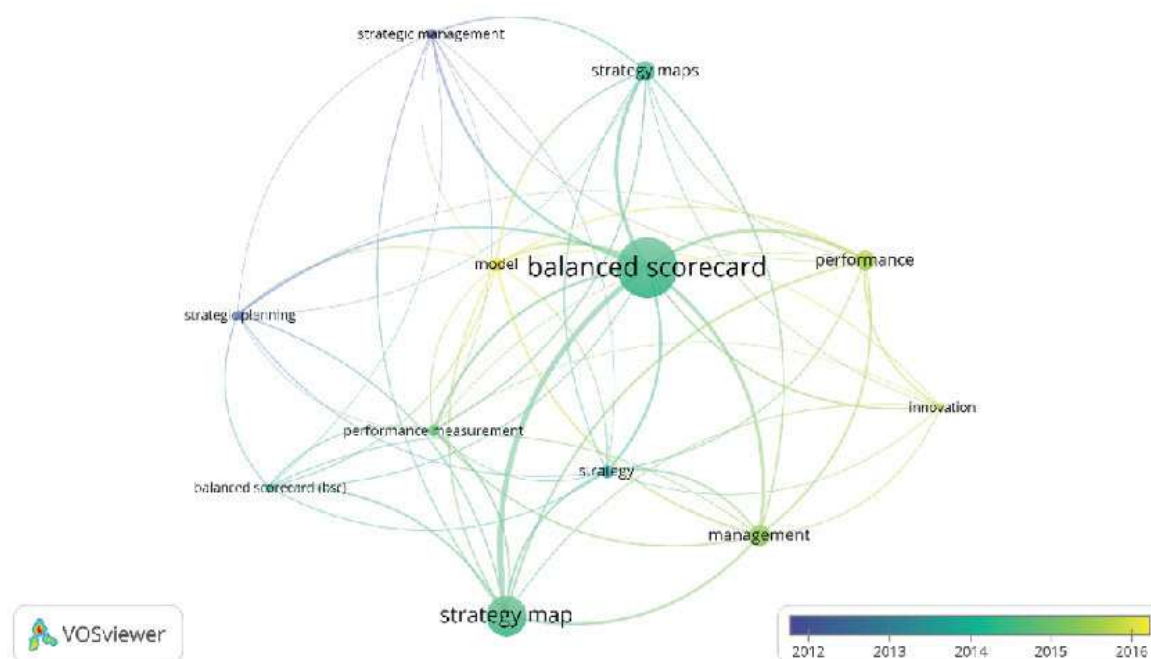 strategic management
strategy maps
model
balanced scorecard
performance
strategic planning
innovation
performance measurement
strategy
balanced scorecard (bsc)
management
strategy map
VOSviewer
2012 2013 2014 2015 2016